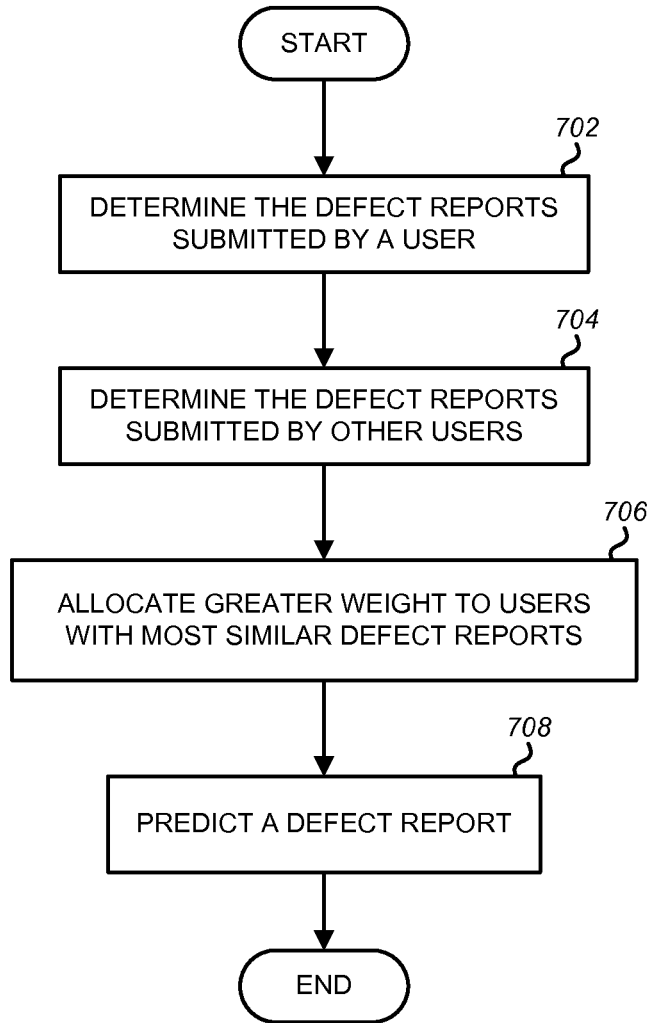 START
702
DETERMINE THE DEFECT REPORTS
SUBMITTED BY A USER
704
DETERMINE THE DEFECT REPORTS
SUBMITTED BY OTHER USERS
706
ALLOCATE GREATER WEIGHT TO USERS
WITH MOST SIMILAR DEFECT REPORTS
708
PREDICT A DEFECT REPORT
END